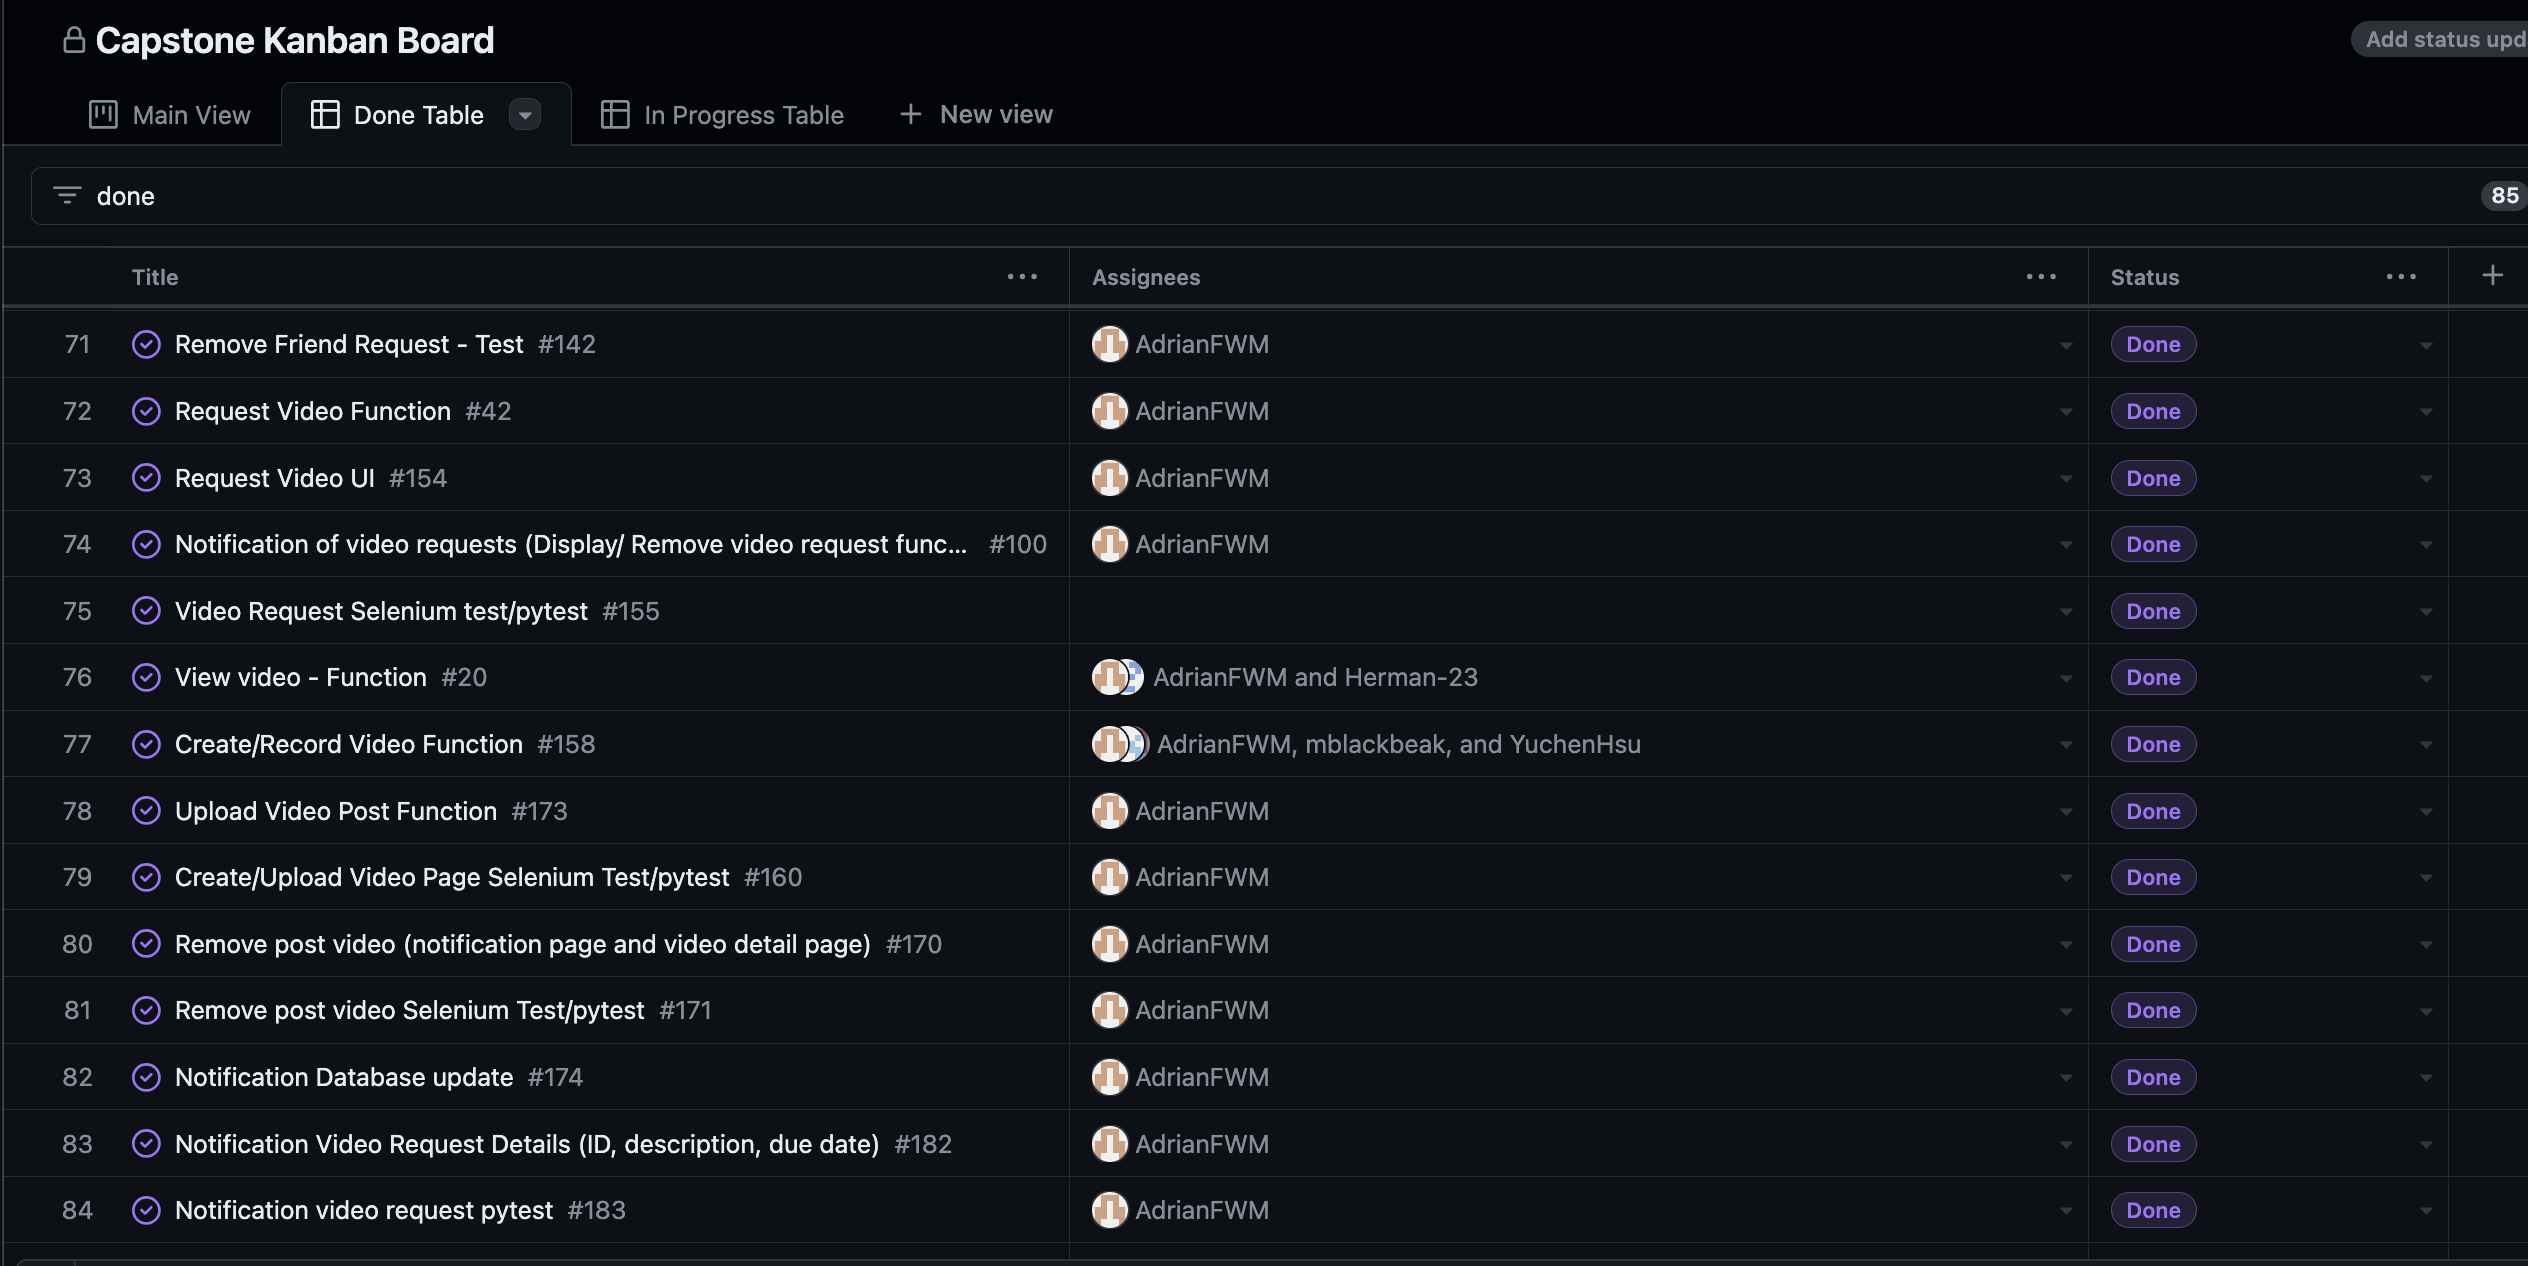 Capstone Kanban Board
Add status upd
Main View
Done Table
In Progress Table
+ New view
done
85
Title ... Assignees ... Status ... +
71 Remove Friend Request - Test #142 AdrianFWM Done
72 Request Video Function #42 AdrianFWM Done
73 Request Video UI #154 AdrianFWM Done
74 Notification of video requests (Display/ Remove video request func... #100 AdrianFWM Done
75 Video Request Selenium test/pytest #155 Done
76 View video - Function #20 AdrianFWM and Herman-23 Done
77 Create/Record Video Function #158 AdrianFWM, mblackbeak, and YuchenHsu Done
78 Upload Video Post Function #173 AdrianFWM Done
79 Create/Upload Video Page Selenium Test/pytest #160 AdrianFWM Done
80 Remove post video (notification page and video detail page) #170 AdrianFWM Done
81 Remove post video Selenium Test/pytest #171 AdrianFWM Done
82 Notification Database update #174 AdrianFWM Done
83 Notification Video Request Details (ID, description, due date) #182 AdrianFWM Done
84 Notification video request pytest #183 AdrianFWM Done